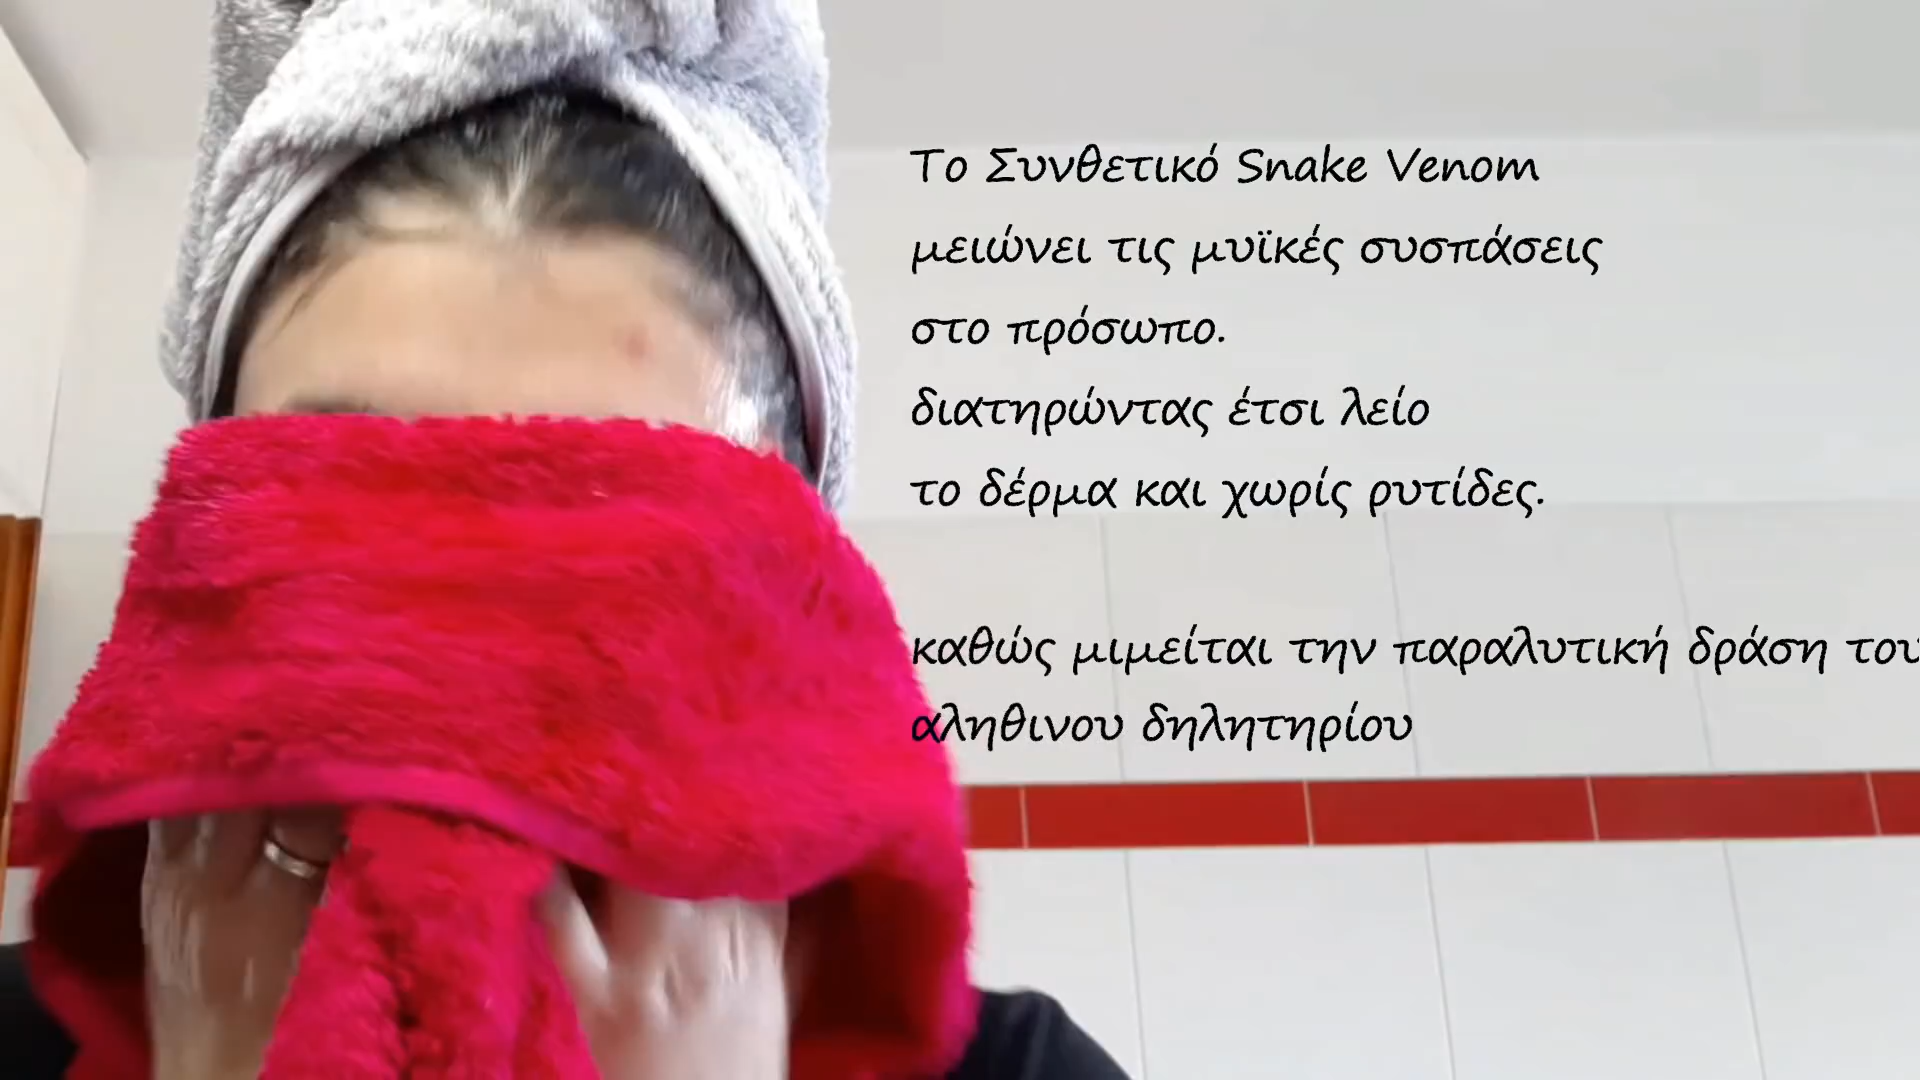 Το Συνθετικό Snake Venom
μειώνει τις μυϊκές συσπάσεις
στο πρόσωπο.
διατηρώντας έτσι λείο
το δέρμα και χωρίς ρυτίδες.
καθώς μιμείται την παραλυτική δράση του
αληθινου δηλητηρίου